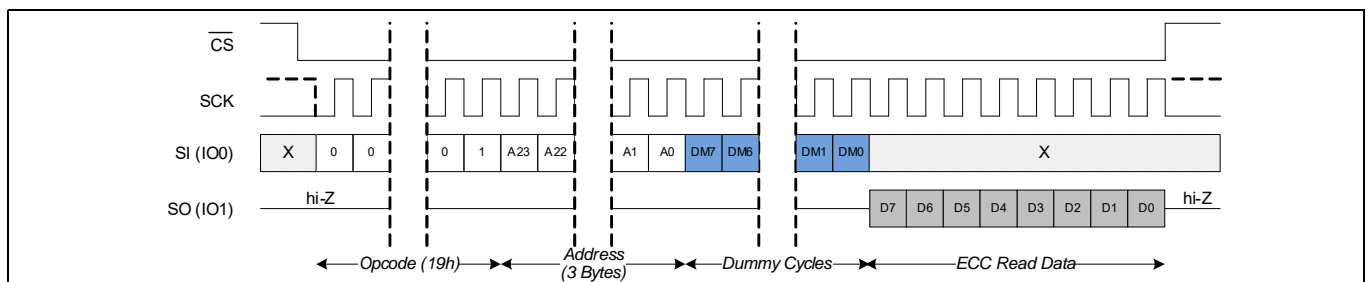 CS
SCK
SI (IO0) X 0 0 0 1 A23 A22 A1 A0 DM7 DM6 DM1 DM0 X
hi-Z hi-Z
SO (IO1) D7 D6 D5 D4 D3 D2 D1 D0
Opcode (19h) Address (3 Bytes) Dummy Cycles ECC Read Data